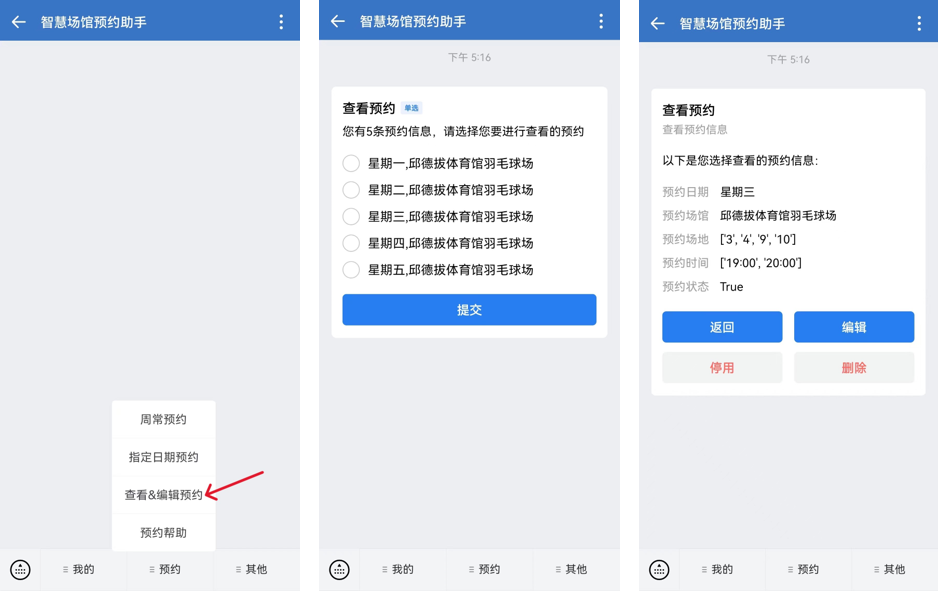 智慧场馆预约助手
周常预约
指定日期预约
查看&编辑预约
预约帮助
我的
预约
其他
智慧场馆预约助手
下午 5:16
查看预约 单选
您有5条预约信息，请选择您要进行查看的预约
星期一,邱德拔体育馆羽毛球场
星期二,邱德拔体育馆羽毛球场
星期三,邱德拔体育馆羽毛球场
星期四,邱德拔体育馆羽毛球场
星期五,邱德拔体育馆羽毛球场
提交
我的
预约
其他
智慧场馆预约助手
下午 5:16
查看预约
查看预约信息
以下是您选择查看的预约信息:
预约日期 星期三
预约场馆 邱德拔体育馆羽毛球场
预约场地 ['3', '4', '9', '10']
预约时间 ['19:00', '20:00']
预约状态 True
返回 编辑
停用 删除
我的
预约
其他